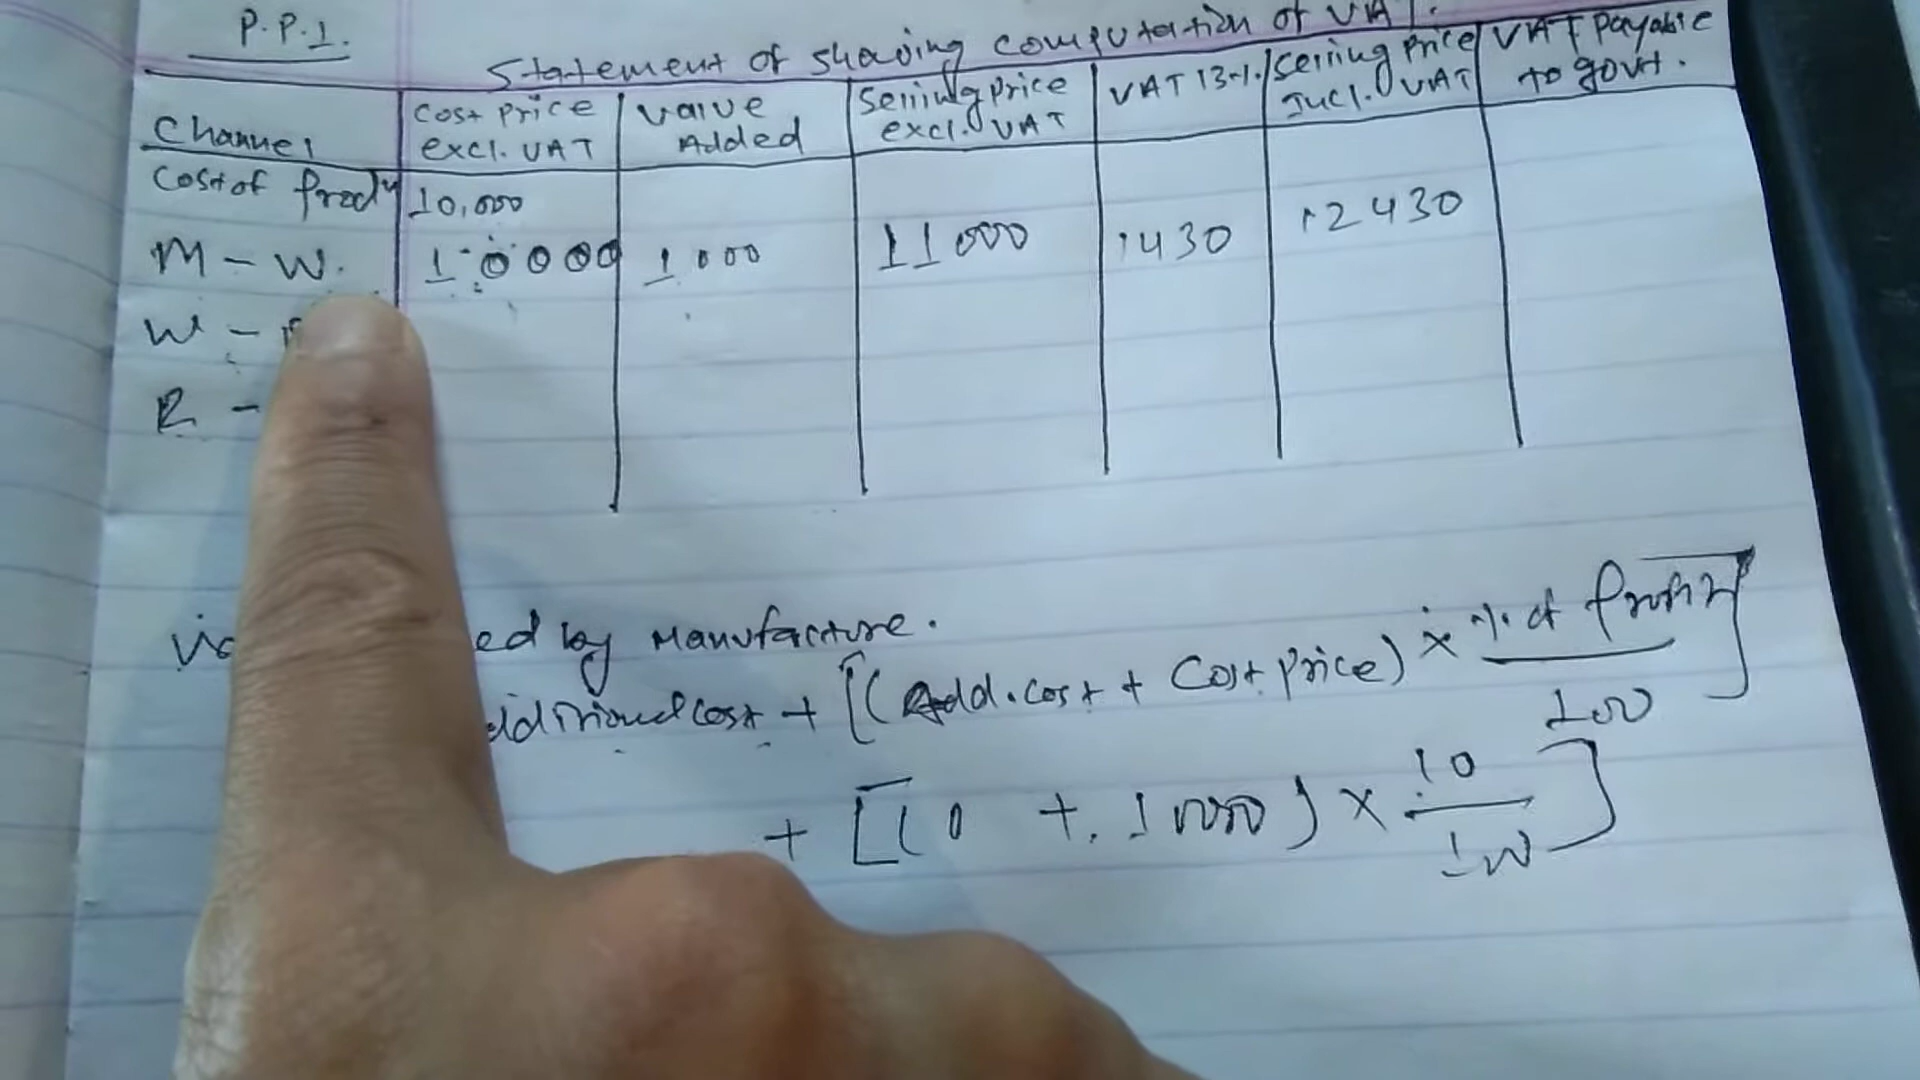 P.P.1.
Statement of showing computation of VAT.
Channel | Cost price excl. VAT | Value Added | Selling price excl. VAT | VAT 13% | Selling price Incl. VAT | VAT payable to govt.
Cost of Prodn | 10,000
M - W. | 10000 | 1000 | 11000 | 1430 | 12430
W -
R -
ed by Manufacture.
dditional cost + [(Add. cost + Cost price) × % of Profit / 100]
+ [(0 + 10000) × 10 / 100]